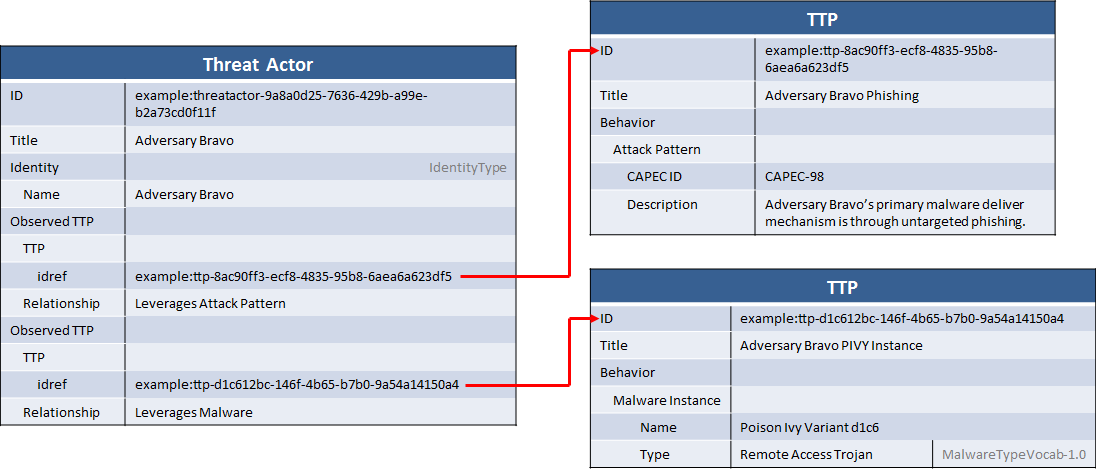 Threat Actor
ID example:threatactor-9a8a0d25-7636-429b-a99e-
b2a73cd0f11f
Title Adversary Bravo
Identity IdentityType
Name Adversary Bravo
Observed TTP
TTP
idref example:ttp-8ac90ff3-ecf8-4835-95b8-6aea6a623df5
Relationship Leverages Attack Pattern
Observed TTP
TTP
idref example:ttp-d1c612bc-146f-4b65-b7b0-9a54a14150a4
Relationship Leverages Malware
TTP
ID example:ttp-8ac90ff3-ecf8-4835-95b8-
6aea6a623df5
Title Adversary Bravo Phishing
Behavior
Attack Pattern
CAPEC ID CAPEC-98
Description Adversary Bravo’s primary malware deliver
mechanism is through untargeted phishing.
TTP
ID example:ttp-d1c612bc-146f-4b65-b7b0-9a54a14150a4
Title Adversary Bravo PIVY Instance
Behavior
Malware Instance
Name Poison Ivy Variant d1c6
Type Remote Access Trojan MalwareTypeVocab-1.0